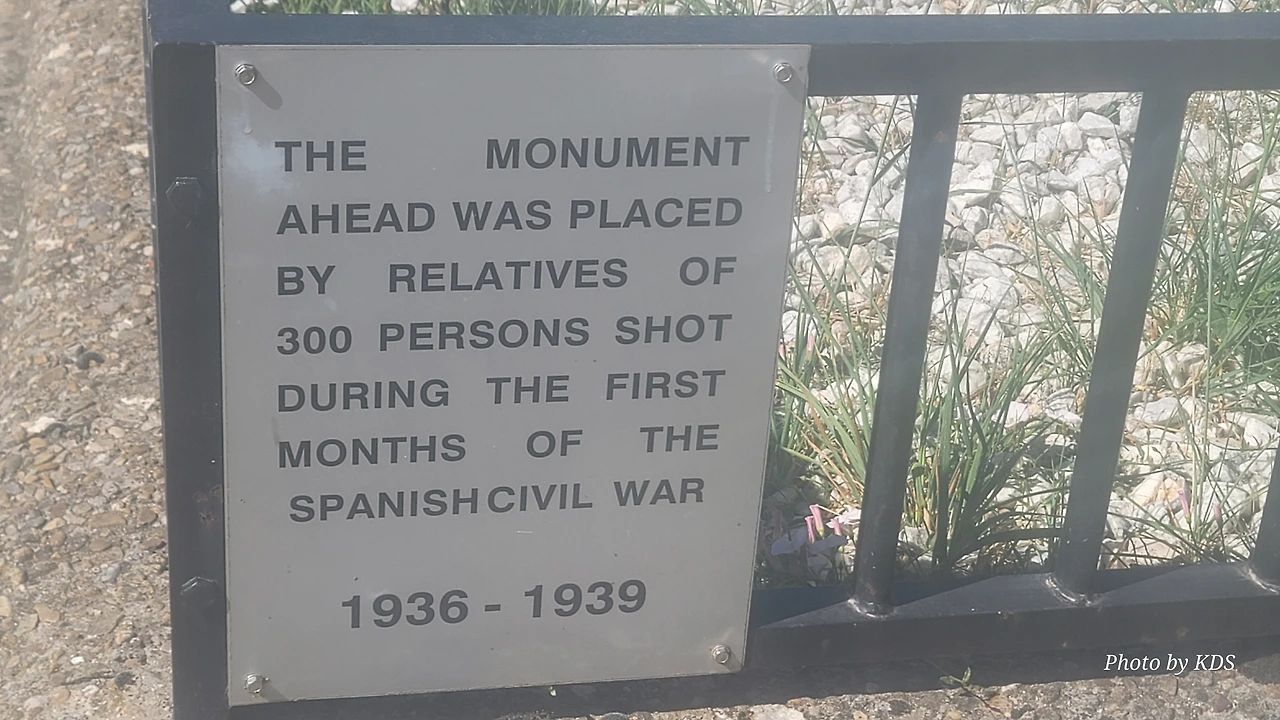 THE MONUMENT
AHEAD WAS PLACED
BY RELATIVES OF
300 PERSONS SHOT
DURING THE FIRST
MONTHS OF THE
SPANISH CIVIL WAR
1936 - 1939
Photo by KDS